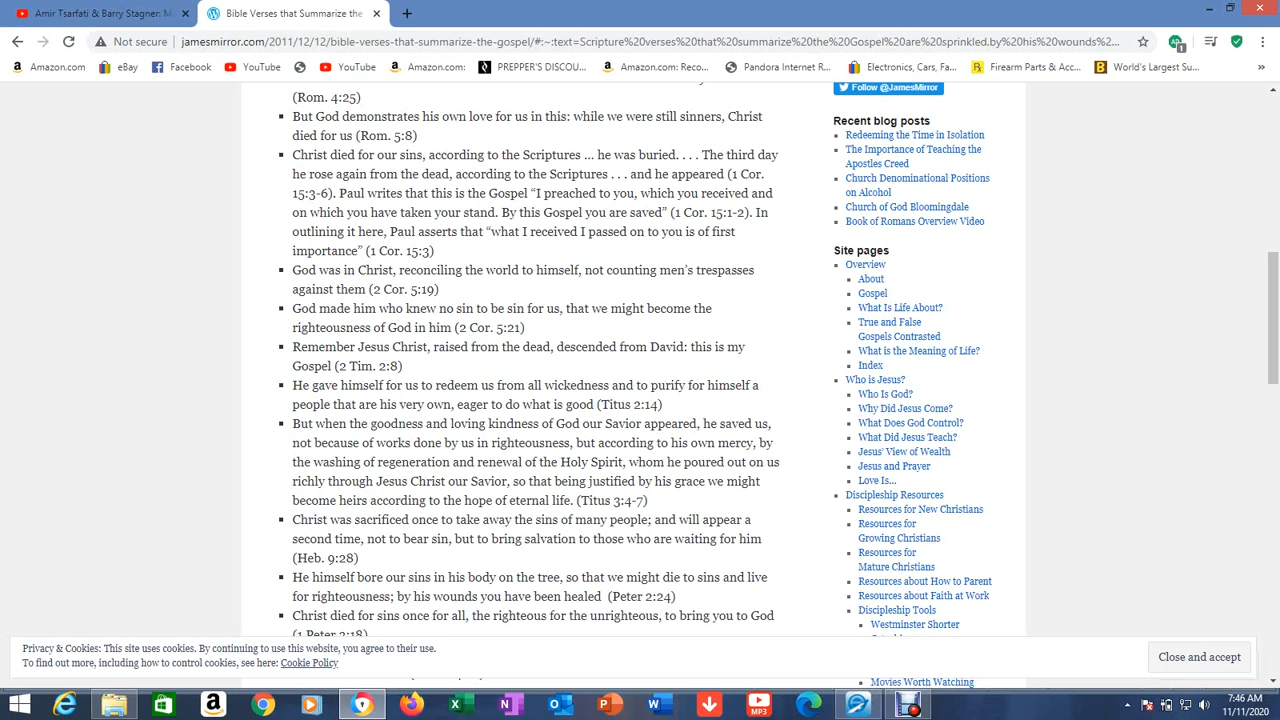 Amir Tsarfati & Barry Stagner: M
Bible Verses that Summarize the
Not secure
jamesmirror.com/2011/12/12/bible-verses-that-summarize-the-gospel/#:~:text=Scripture%20verses%20that%20summarize%20the%20Gospel%20are%20sprinkled,by%20his%20wounds%2...
Amazon.com
eBay
Facebook
YouTube
YouTube
Amazon.com:
PREPPER'S DISCOU...
Amazon.com: Reco...
Pandora Internet R...
Electronics, Cars, Fa...
Firearm Parts & Acc...
World's Largest Su...
»
(Rom. 4:25)
But God demonstrates his own love for us in this: while we were still sinners, Christ
died for us (Rom. 5:8)
Christ died for our sins, according to the Scriptures ... he was buried. . . . The third day
he rose again from the dead, according to the Scriptures . . . and he appeared (1 Cor.
15:3-6). Paul writes that this is the Gospel “I preached to you, which you received and
on which you have taken your stand. By this Gospel you are saved” (1 Cor. 15:1-2). In
outlining it here, Paul asserts that “what I received I passed on to you is of first
importance” (1 Cor. 15:3)
God was in Christ, reconciling the world to himself, not counting men’s trespasses
against them (2 Cor. 5:19)
God made him who knew no sin to be sin for us, that we might become the
righteousness of God in him (2 Cor. 5:21)
Remember Jesus Christ, raised from the dead, descended from David: this is my
Gospel (2 Tim. 2:8)
He gave himself for us to redeem us from all wickedness and to purify for himself a
people that are his very own, eager to do what is good (Titus 2:14)
But when the goodness and loving kindness of God our Savior appeared, he saved us,
not because of works done by us in righteousness, but according to his own mercy, by
the washing of regeneration and renewal of the Holy Spirit, whom he poured out on us
richly through Jesus Christ our Savior, so that being justified by his grace we might
become heirs according to the hope of eternal life. (Titus 3:4-7)
Christ was sacrificed once to take away the sins of many people; and will appear a
second time, not to bear sin, but to bring salvation to those who are waiting for him
(Heb. 9:28)
He himself bore our sins in his body on the tree, so that we might die to sins and live
for righteousness; by his wounds you have been healed  (Peter 2:24)
Christ died for sins once for all, the righteous for the unrighteous, to bring you to God
(1 Peter 3:18)
Follow @JamesMirror
Recent blog posts
Redeeming the Time in Isolation
The Importance of Teaching the
Apostles Creed
Church Denominational Positions
on Alcohol
Church of God Bloomingdale
Book of Romans Overview Video
Site pages
Overview
About
Gospel
What Is Life About?
True and False
Gospels Contrasted
What is the Meaning of Life?
Index
Who is Jesus?
Who Is God?
Why Did Jesus Come?
What Does God Control?
What Did Jesus Teach?
Jesus’ View of Wealth
Jesus and Prayer
Love Is…
Discipleship Resources
Resources for New Christians
Resources for
Growing Christians
Resources for
Mature Christians
Resources about How to Parent
Resources about Faith at Work
Discipleship Tools
Westminster Shorter
Movies Worth Watching
Privacy & Cookies: This site uses cookies. By continuing to use this website, you agree to their use.
To find out more, including how to control cookies, see here: Cookie Policy
Close and accept
MP3
7:46 AM
11/11/2020